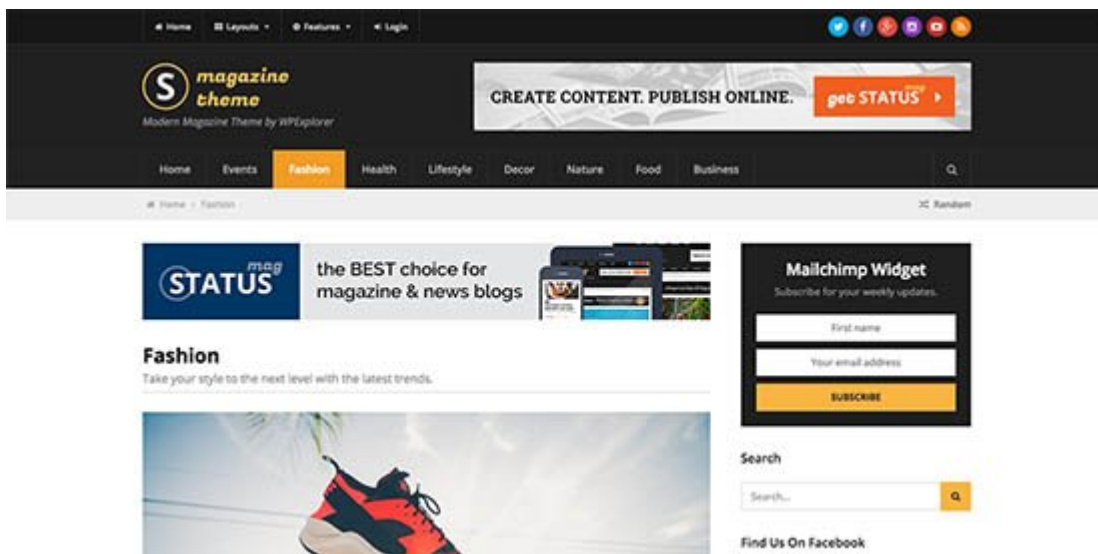 Home Layouts Features Login
S magazine
theme
Modern Magazine Theme by WPExplorer
CREATE CONTENT. PUBLISH ONLINE.
get STATUS mag
Home Events Fashion Health Lifestyle Decor Nature Food Business
Home Fashion
Random
STATUS mag
the BEST choice for
magazine & news blogs
Fashion
Take your style to the next level with the latest trends.
Mailchimp Widget
Subscribe for your weekly updates.
First name
Your email address
SUBSCRIBE
Search
Search...
Find Us On Facebook